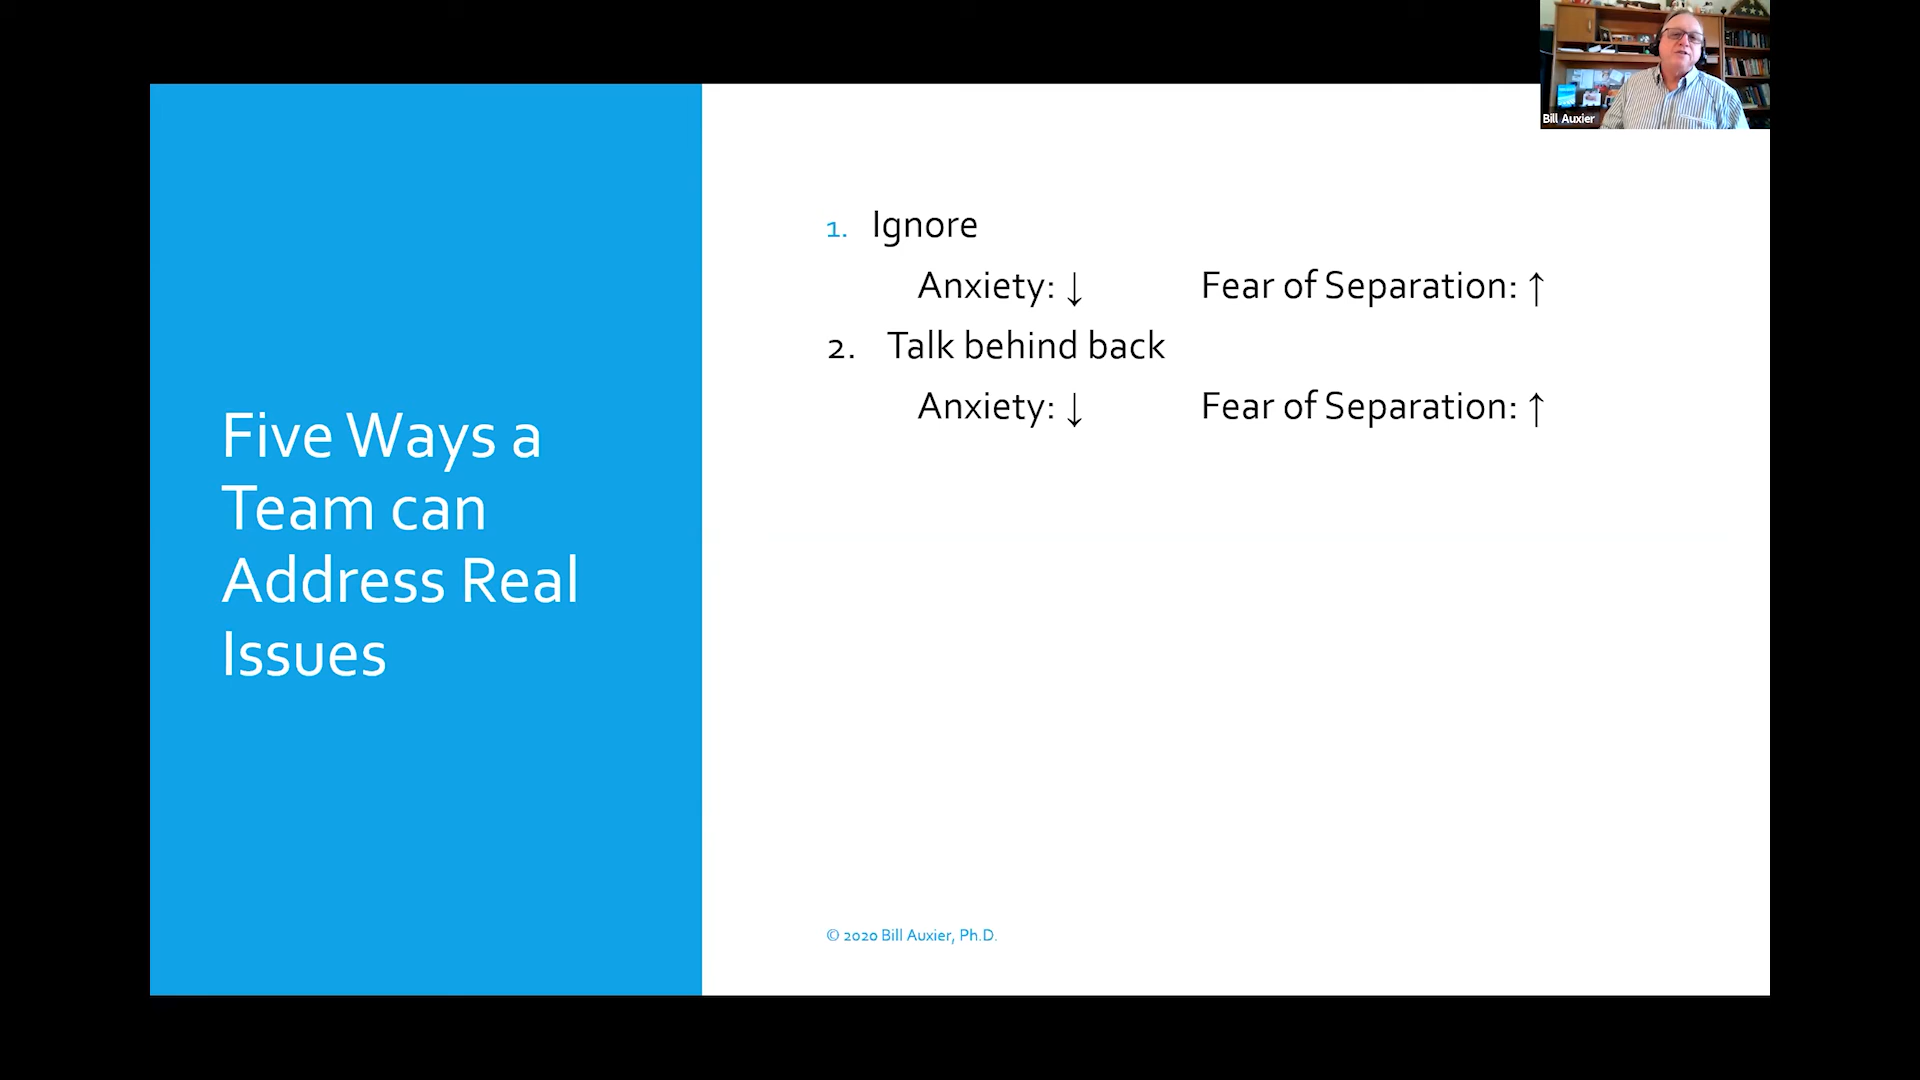 Bill Auxier
Five Ways a
Team can
Address Real
Issues
1. Ignore
Anxiety: ↓ Fear of Separation: ↑
2. Talk behind back
Anxiety: ↓ Fear of Separation: ↑
© 2020 Bill Auxier, Ph.D.